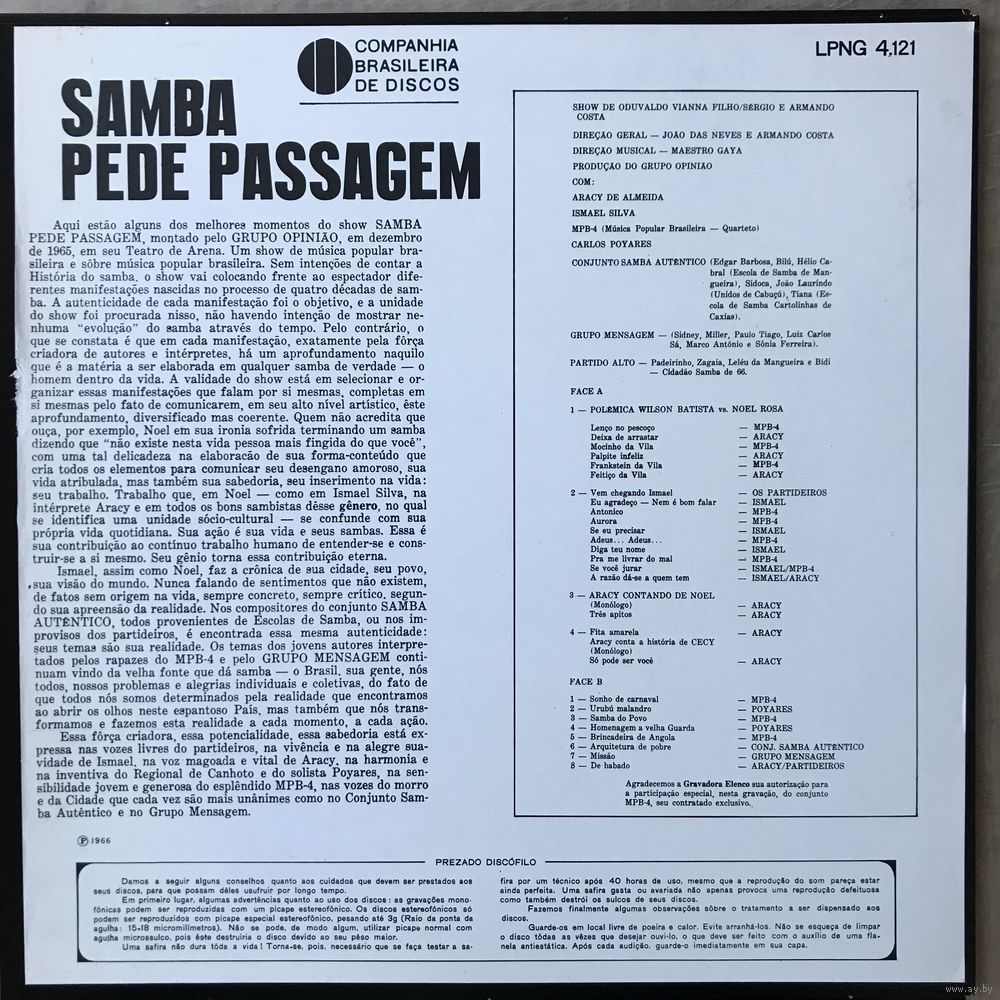 COMPANHIA
BRASILEIRA
DE DISCOS
LPNG 4,121
SAMBA
PEDE PASSAGEM
Aqui estão alguns dos melhores momentos do show SAMBA
PEDE PASSAGEM, montado pelo GRUPO OPINIÃO, em dezembro
de 1965, em seu Teatro de Arena. Um show de música popular bra-
sileira e sôbre música popular brasileira. Sem intenções de contar a
História do samba, o show vai colocando frente ao espectador dife-
rentes manifestações nascidas no processo de quatro décadas de sam-
ba. A autenticidade de cada manifestação foi o objetivo, e a unidade
do show foi procurada nisso, não havendo intenção de mostrar ne-
nhuma "evolução" do samba através do tempo. Pelo contrário, o
que se constata é que em cada manifestação, exatamente pela fôrça
criadora de autores e intérpretes, há um aprofundamento naquilo
que é a matéria a ser elaborada em qualquer samba de verdade — o
homem dentro da vida. A validade do show está em selecionar e or-
ganizar essas manifestações que falam por si mesmas, completas em
si mesmas pelo fato de comunicarem, em seu alto nível artístico, êste
aprofundamento, diversificado mas coerente. Quem não acredita que
ouça, por exemplo, Noel em sua ironia sofrida terminando um samba
dizendo que "não existe nesta vida pessoa mais fingida do que você",
com uma tal delicadeza na elaboracão de sua forma-conteúdo que
cria todos os elementos para comunicar seu desengano amoroso, sua
vida atribulada, mas também sua sabedoria, seu inserimento na vida:
seu trabalho. Trabalho que, em Noel — como em Ismael Silva, na
intérprete Aracy e em todos os bons sambistas dêsse gênero, no qual
se identifica uma unidade sócio-cultural — se confunde com sua
própria vida quotidiana. Sua ação é sua vida e seus sambas. Essa é
sua contribuição ao contínuo trabalho humano de entender-se e cons-
truir-se a si mesmo. Seu gênio torna essa contribuição eterna.
Ismael, assim como Noel, faz a crônica de sua cidade, seu povo,
sua visão do mundo. Nunca falando de sentimentos que não existem,
de fatos sem origem na vida, sempre concreto, sempre crítico, segun-
do sua apreensão da realidade. Nos compositores do conjunto SAMBA
AUTÊNTICO, todos provenientes de Escolas de Samba, ou nos im-
provisos dos partideiros, é encontrada essa mesma autenticidade:
seus temas são sua realidade. Os temas dos jovens autores interpre-
tados pelos rapazes do MPB-4 e pelo GRUPO MENSAGEM conti-
nuam vindo da velha fonte que dá samba — o Brasil, sua gente, nós
todos, nossos problemas e alegrias individuais e coletivas, do fato de
que todos nós somos determinados pela realidade que encontramos
ao abrir os olhos neste espantoso País, mas também que nós trans-
formamos e fazemos esta realidade a cada momento, a cada ação.
Essa fôrça criadora, essa potencialidade, essa sabedoria está ex-
pressa nas vozes livres do partideiros, na vivência e na alegre sua-
vidade de Ismael, na voz magoada e vital de Aracy, na harmonia e
na inventiva do Regional de Canhoto e do solista Poyares, na sen-
sibilidade jovem e generosa do esplêndido MPB-4, nas vozes do morro
e da Cidade que cada vez são mais unânimes como no Conjunto Sam-
ba Autêntico e no Grupo Mensagem.
Ⓟ 1966
SHOW DE ODUVALDO VIANNA FILHO/SÉRGIO E ARMANDO
COSTA
DIREÇÃO GERAL — JOÃO DAS NEVES E ARMANDO COSTA
DIREÇÃO MUSICAL — MAESTRO GAYA
PRODUÇÃO DO GRUPO OPINIÃO
COM:
ARACY DE ALMEIDA
ISMAEL SILVA
MPB-4 (Música Popular Brasileira — Quarteto)
CARLOS POYARES
CONJUNTO SAMBA AUTÊNTICO (Edgar Barbosa, Bilú, Hélio Ca-
bral (Escola de Samba de Man-
gueira), Sidoca, João Laurindo
(Unidos de Cabuçú), Tiana (Es-
cola de Samba Cartolinhas de
Caxias).
GRUPO MENSAGEM — (Sidney, Miller, Paulo Tiago, Luiz Carlos
Sá, Marco Antônio e Sônia Ferreira).
PARTIDO ALTO — Padeirinho, Zagaia, Leléu da Mangueira e Bidi
— Cidadão Samba de 66.
FACE A
1 — POLÊMICA WILSON BATISTA vs. NOEL ROSA
Lenço no pescoço — MPB-4
Deixa de arrastar — ARACY
Mocinho da Vila — MPB-4
Palpite infeliz — ARACY
Frankstein da Vila — MPB-4
Feitiço da Vila — ARACY
2 — Vem chegando Ismael — OS PARTIDEIROS
Eu agradeço — Nem é bom falar — ISMAEL
Antonico — MPB-4
Aurora — MPB-4
Se eu precisar — ISMAEL
Adeus... Adeus... — MPB-4
Diga teu nome — ISMAEL
Pra me livrar do mal — MPB-4
Se você jurar — ISMAEL/MPB-4
A razão dá-se a quem tem — ISMAEL/ARACY
3 — ARACY CONTANDO DE NOEL
(Monólogo) — ARACY
Três apitos — ARACY
4 — Fita amarela — ARACY
Aracy conta a história de CECY
(Monólogo)
Só pode ser você — ARACY
FACE B
1 — Sonho de carnaval — MPB-4
2 — Urubú malandro — POYARES
3 — Samba do Povo — MPB-4
4 — Homenagem a velha Guarda — POYARES
5 — Brincadeira de Angola — MPB-4
6 — Arquitetura de pobre — CONJ. SAMBA AUTÊNTICO
7 — Missão — GRUPO MENSAGEM
8 — De babado — ARACY/PARTIDEIROS
Agradecemos a Gravadora Elenco sua autorização para
a participação especial, nesta gravação, do conjunto
MPB-4, seu contratado exclusivo.
PREZADO DISCÓFILO
Damos a seguir alguns conselhos quanto aos cuidados que devem ser prestados aos
seus discos, para que possam dêles usufruir por longo tempo.
Em primeiro lugar, algumas advertências quanto ao uso dos discos: as gravações mono-
fônicas podem ser reproduzidas com um picape estereofônico. Os discos estereofônicos só
podem ser reproduzidos com picape especial estereofônico, pesando até 3g (Raio da ponta da
agulha: 15-18 micromilímetros). Não se pode, de modo algum, utilizar picape normal com
agulha microssulco, pois êste destruiria o disco devido ao seu pêso maior.
Uma safira não dura tôda a vida! Torna-se, pois, necessário que se faça testar a sa-
fira por um técnico após 40 horas de uso, mesmo que a reprodução do som pareça estar
ainda perfeita. Uma safira gasta ou avariada não apenas provoca uma reprodução defeituosa
como também destrói os sulcos de seus discos.
Fazemos finalmente algumas observações sôbre o tratamento a ser dispensado aos
discos.
Guarde-os em local livre de poeira e calor. Evite arranhá-los. Não se esqueça de limpar
o disco tôdas as vêzes que desejar ouvi-lo, o que deve ser feito com o auxílio de uma fla-
nela antiestática. Após cada audição, guarde-o imediatamente em sua capa.
www.ay.by